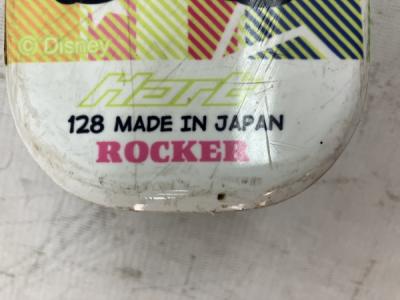 © Disney
Hart
128 MADE IN JAPAN
ROCKER